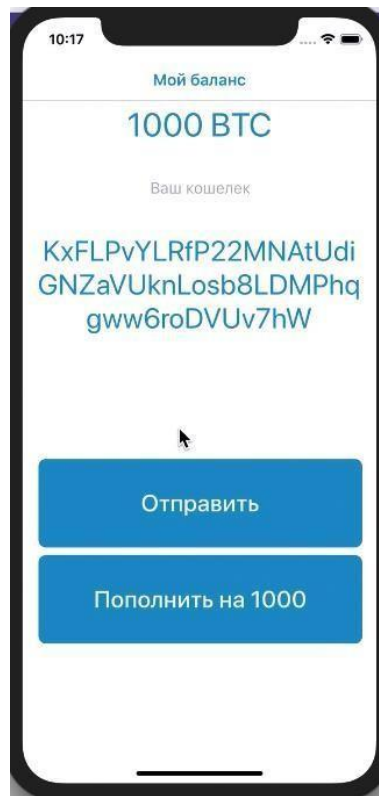 10:17
Мой баланс
1000 BTC
Ваш кошелек
KxFLPvYLRfP22MNAtUdi
GNZaVUknLosb8LDMPhq
gww6roDVUv7hW
Отправить
Пополнить на 1000